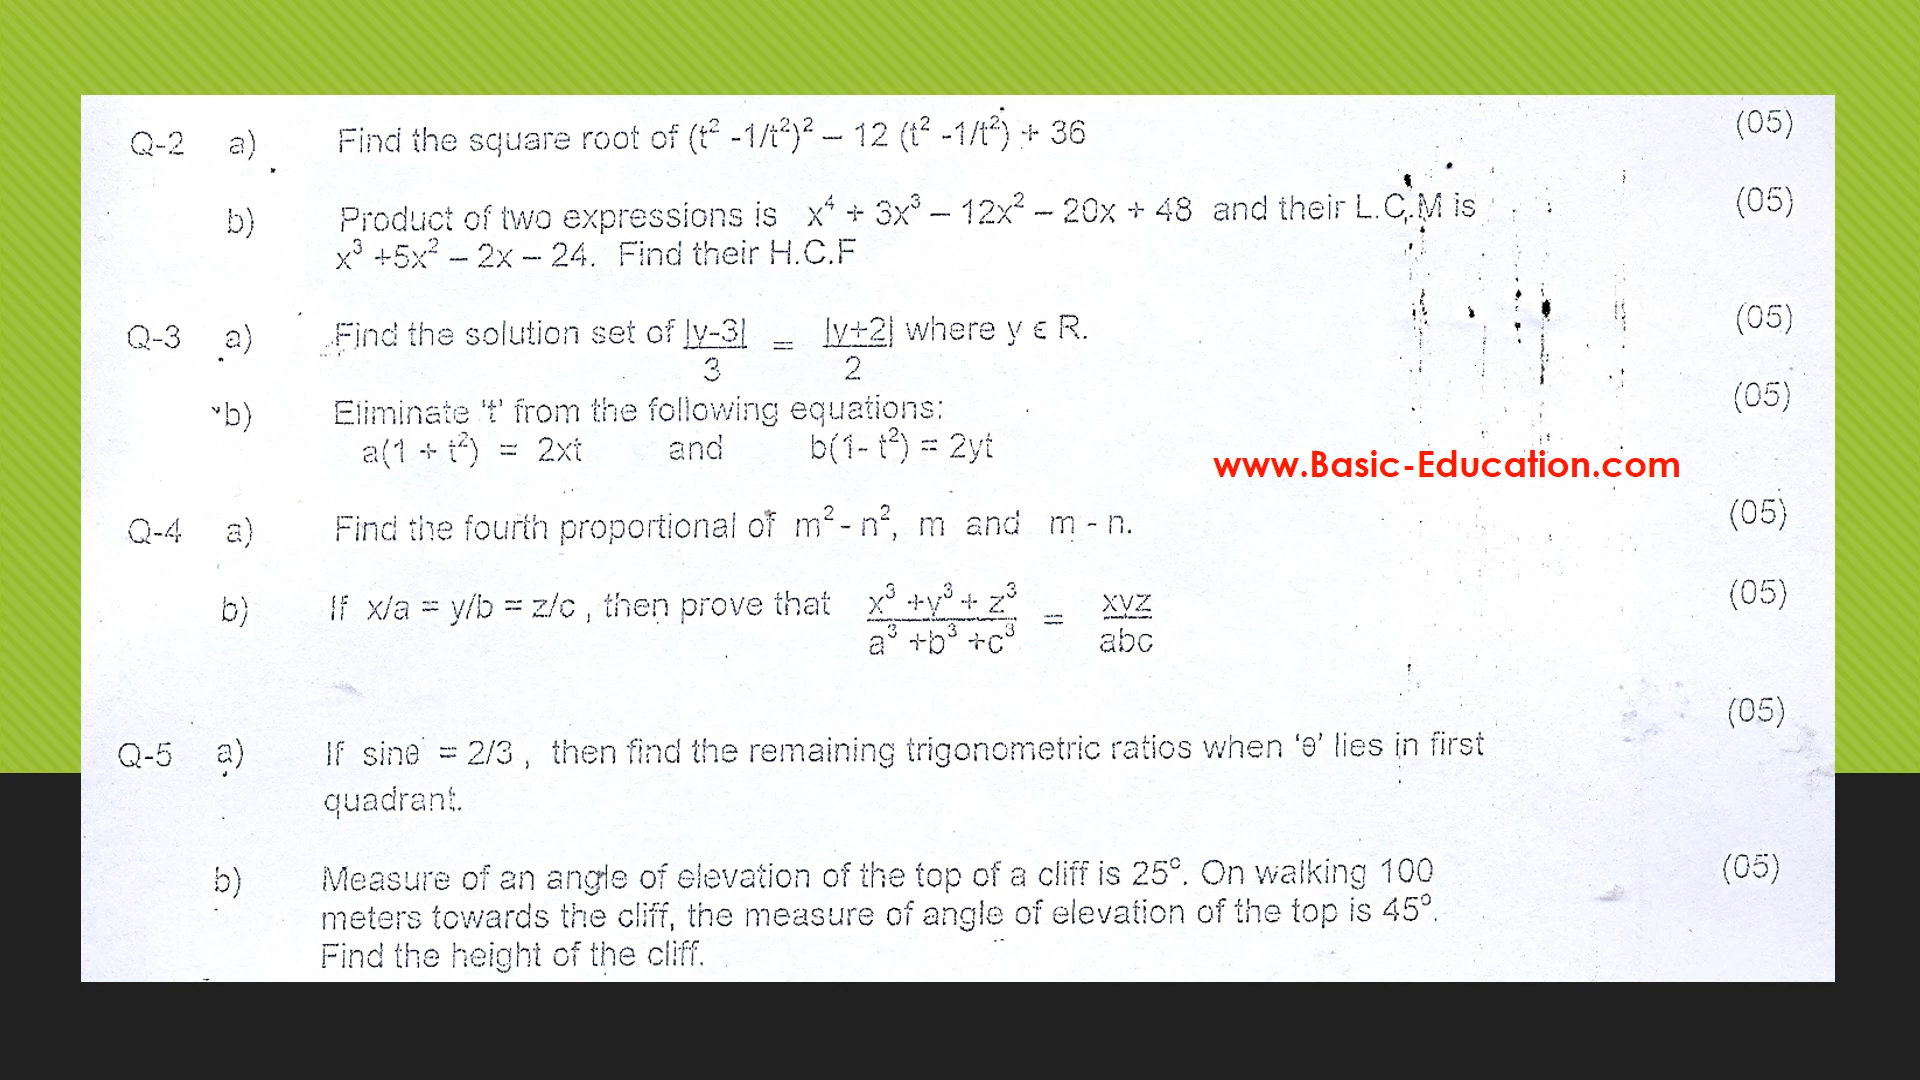 Q-2 a) Find the square root of (t² -1/t²)² – 12 (t² -1/t²) + 36 (05)
b) Product of two expressions is x⁴ + 3x³ – 12x² – 20x + 48 and their L.C.M is (05)
x³ +5x² – 2x – 24. Find their H.C.F
Q-3 a) Find the solution set of |y-3|/3 = |y+2|/2 where y ϵ R. (05)
b) Eliminate 't' from the following equations: (05)
a(1 + t²) = 2xt and b(1- t²) = 2yt
www.Basic-Education.com
Q-4 a) Find the fourth proportional of m² - n², m and m - n. (05)
b) If x/a = y/b = z/c , then prove that (x³ +y³ + z³)/(a³ +b³ +c³) = xyz/abc (05)
(05)
Q-5 a) If sinθ = 2/3 , then find the remaining trigonometric ratios when 'θ' lies in first
quadrant.
b) Measure of an angle of elevation of the top of a cliff is 25°. On walking 100 (05)
meters towards the cliff, the measure of angle of elevation of the top is 45°.
Find the height of the cliff.